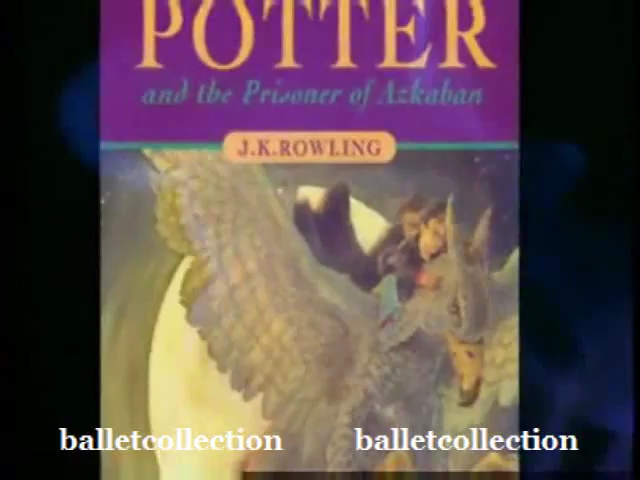 POTTER
and the Prisoner of Azkaban
J.K.ROWLING
balletcollection balletcollection